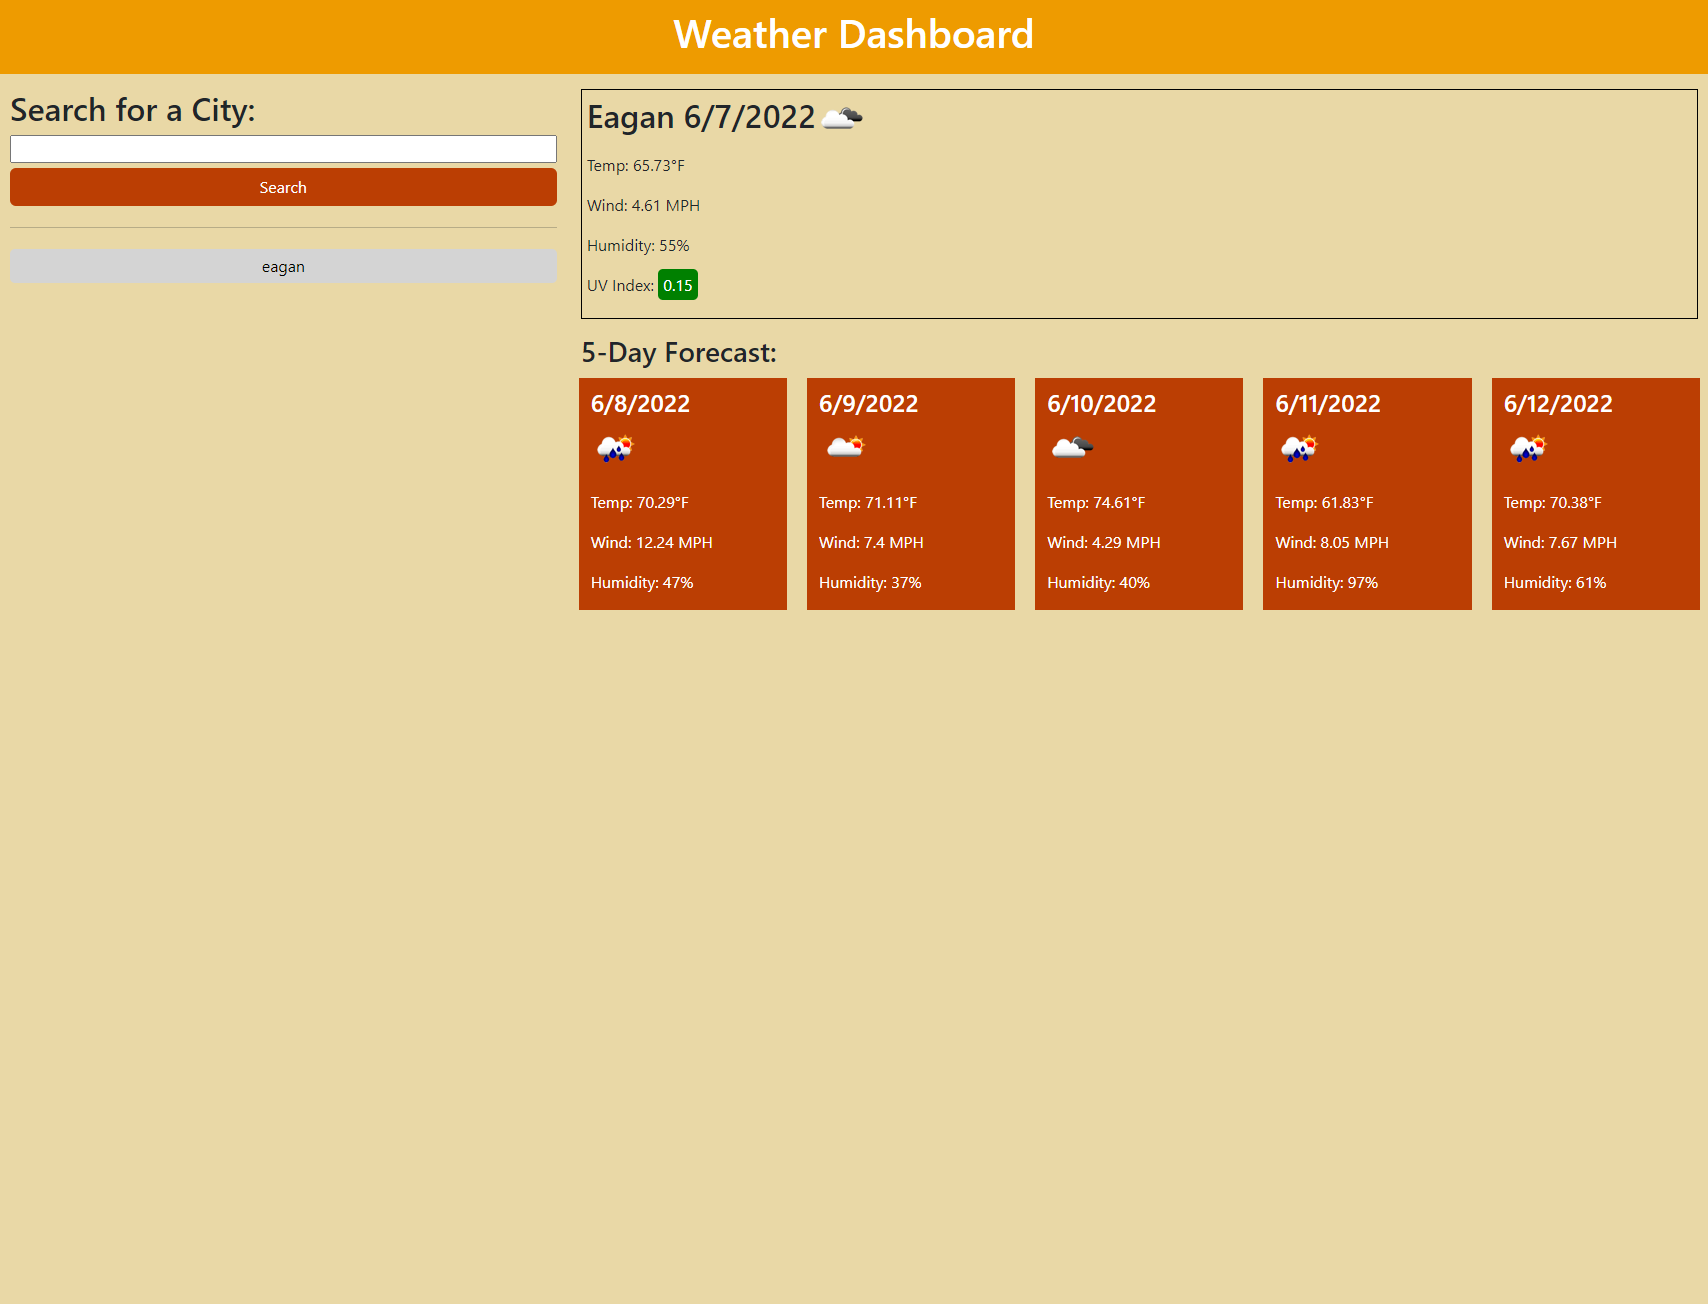 Weather Dashboard
Search for a City:
Search
eagan
Eagan 6/7/2022
Temp: 65.73°F
Wind: 4.61 MPH
Humidity: 55%
UV Index: 0.15
5-Day Forecast:
6/8/2022
Temp: 70.29°F
Wind: 12.24 MPH
Humidity: 47%
6/9/2022
Temp: 71.11°F
Wind: 7.4 MPH
Humidity: 37%
6/10/2022
Temp: 74.61°F
Wind: 4.29 MPH
Humidity: 40%
6/11/2022
Temp: 61.83°F
Wind: 8.05 MPH
Humidity: 97%
6/12/2022
Temp: 70.38°F
Wind: 7.67 MPH
Humidity: 61%